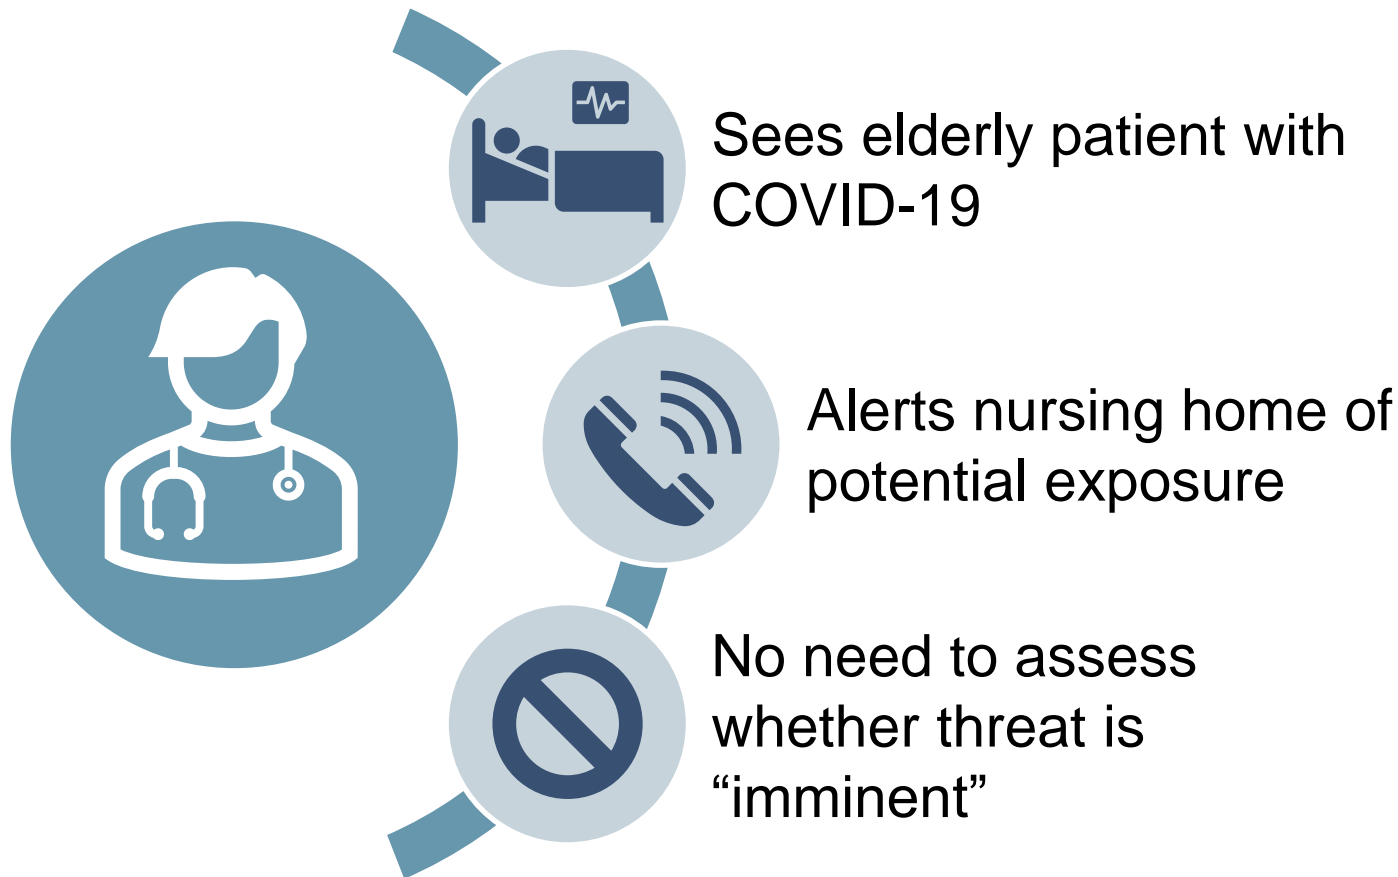 Sees elderly patient with
COVID-19
Alerts nursing home of
potential exposure
No need to assess
whether threat is
“imminent”